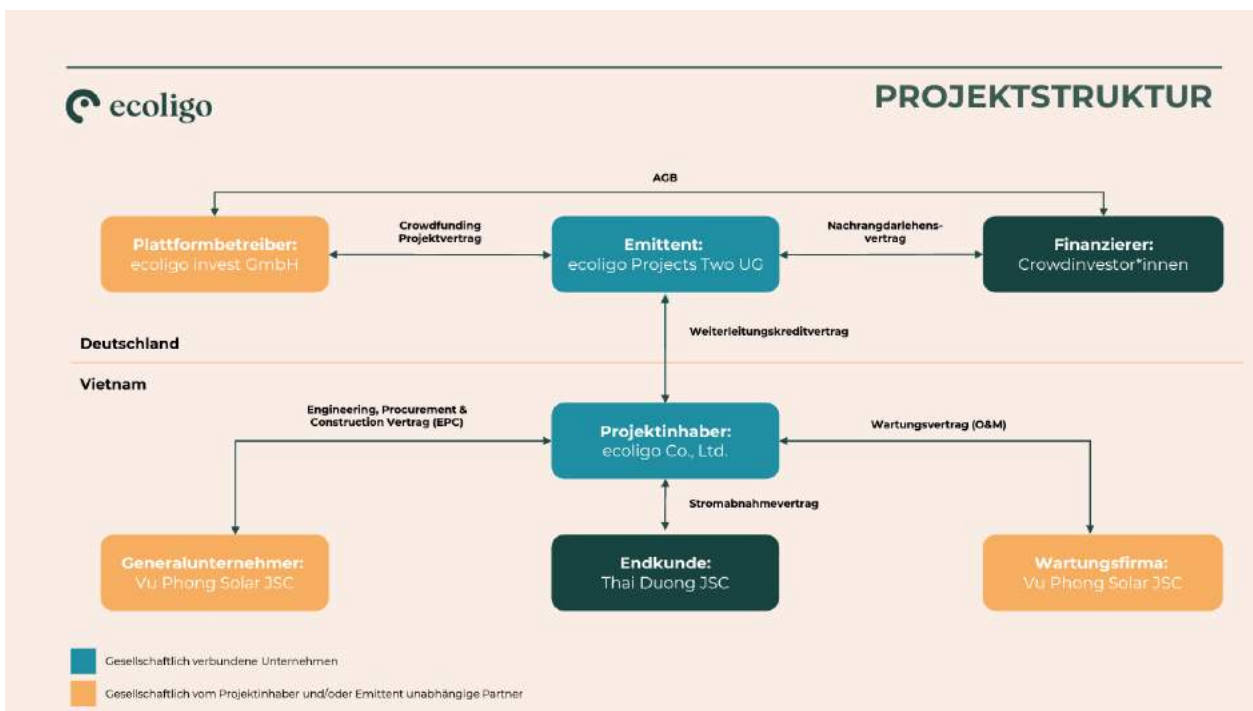 ecoligo
PROJEKTSTRUKTUR
AGB
Plattformbetreiber:
ecoligo invest GmbH
Crowdfunding
Projektvertrag
Emittent:
ecoligo Projects Two UG
Nachrangdarlehens-
vertrag
Finanzierer:
Crowdinvestor*innen
Weiterleitungskreditvertrag
Deutschland
Vietnam
Engineering, Procurement &
Construction Vertrag (EPC)
Projektinhaber:
ecoligo Co., Ltd.
Wartungsvertrag (O&M)
Stromabnahmevertrag
Generalunternehmer:
Vu Phong Solar JSC
Endkunde:
Thai Duong JSC
Wartungsfirma:
Vu Phong Solar JSC
Gesellschaftlich verbundene Unternehmen
Gesellschaftlich vom Projektinhaber und/oder Emittent unabhängige Partner